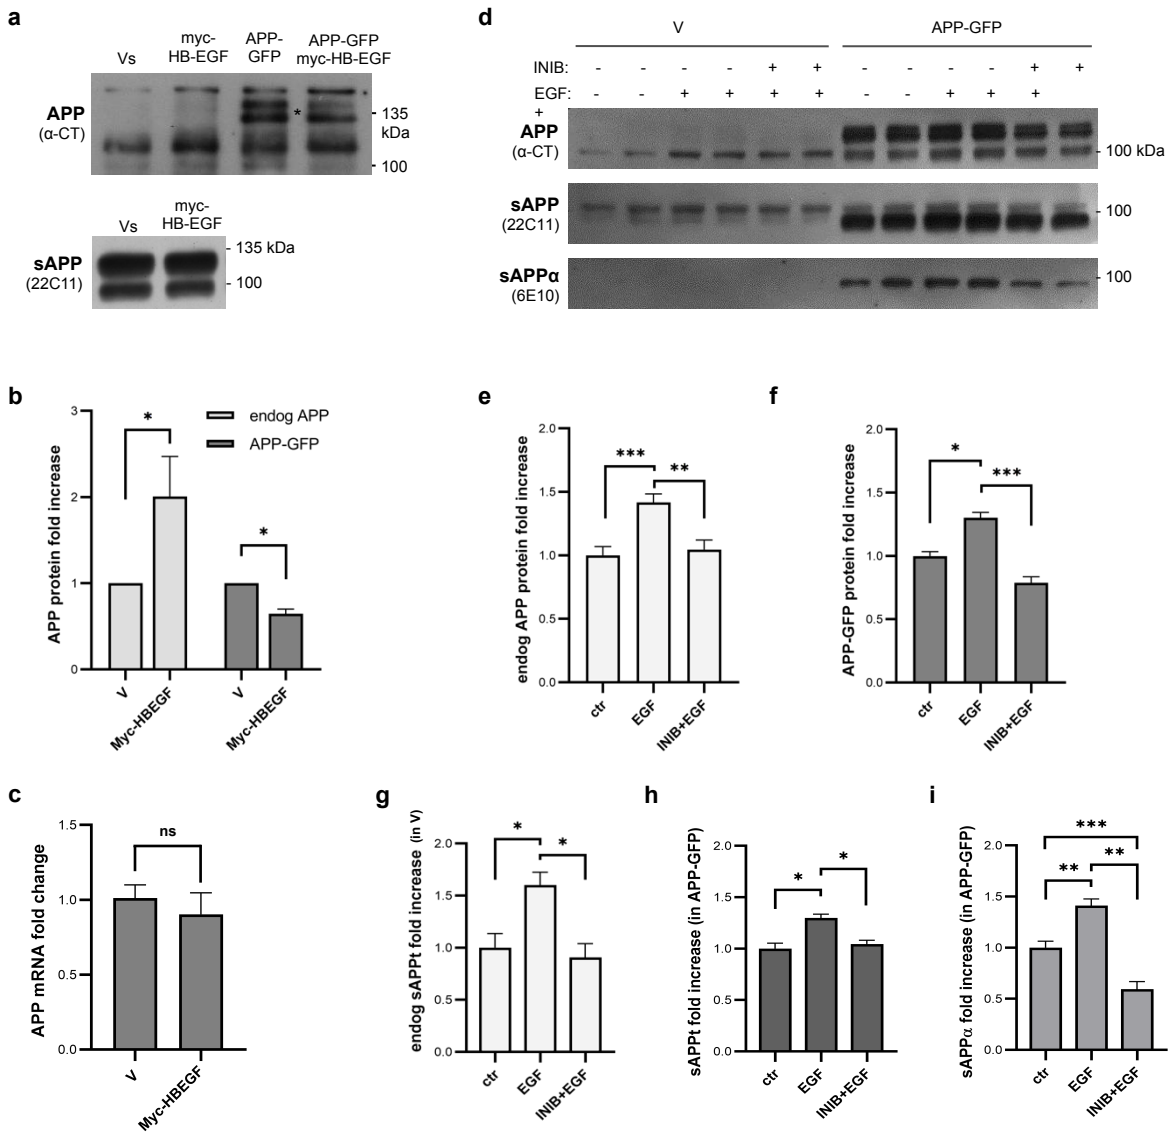 a
Vs
myc-
HB-EGF
APP-
GFP
APP-GFP
myc-HB-EGF
APP
(α-CT)
*
- 135
kDa
- 100
Vs
myc-
HB-EGF
sAPP
(22C11)
- 135 kDa
- 100
d
V
APP-GFP
INIB: - - - - + + - - - - + +
EGF: - - + + + + - - + + +
+
APP
(α-CT)
- 100 kDa
sAPP
(22C11)
- 100
sAPPα
(6E10)
- 100
b
APP protein fold increase
3
2
1
0
*
*
endog APP
APP-GFP
V
Myc-HBEGF
V
Myc-HBEGF
e
endog APP protein fold increase
2.0
1.5
1.0
0.5
0.0
***
**
ctr
EGF
INIB+EGF
f
APP-GFP protein fold increase
2.0
1.5
1.0
0.5
0.0
*
***
ctr
EGF
INIB+EGF
c
APP mRNA fold change
1.5
1.0
0.5
0.0
ns
V
Myc-HBEGF
g
endog sAPPt fold increase (in V)
2.0
1.5
1.0
0.5
0.0
*
*
ctr
EGF
INIB+EGF
h
sAPPt fold increase (in APP-GFP)
2.0
1.5
1.0
0.5
0.0
*
*
ctr
EGF
INIB+EGF
i
sAPPα fold increase (in APP-GFP)
2.0
1.5
1.0
0.5
0.0
***
**
**
ctr
EGF
INIB+EGF